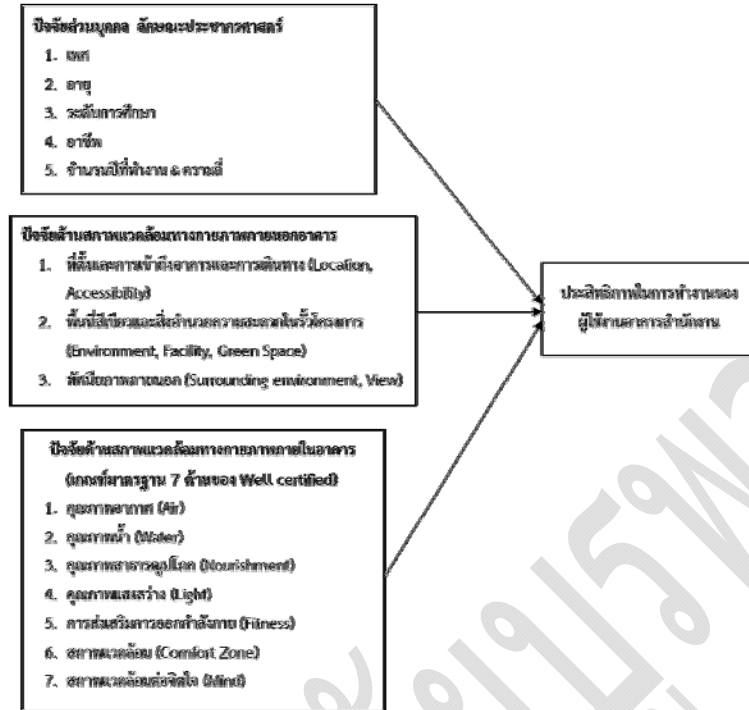 ปัจจัยส่วนบุคคล ลักษณะประชากรศาสตร์
1. เพศ
2. อายุ
3. ระดับการศึกษา
4. อาชีพ
5. จำนวนปีที่ทำงาน & ความถี่
ปัจจัยด้านสภาพแวดล้อมทางกายภาพภายนอกอาคาร
1. ที่ตั้งและการเข้าถึงอาคารและการเดินทาง (Location,
Accessibility)
2. พื้นที่สีเขียวและสิ่งอำนวยความสะดวกในรั้วโครงการ
(Environment, Facility, Green Space)
3. ทัศนียภาพภายนอก (Surrounding environment, View)
ปัจจัยด้านสภาพแวดล้อมทางกายภาพภายในอาคาร
(เกณฑ์มาตรฐาน 7 ด้านของ Well certified)
1. คุณภาพอากาศ (Air)
2. คุณภาพน้ำ (Water)
3. คุณภาพสาธารณูปโภค (Nourishment)
4. คุณภาพแสงสว่าง (Light)
5. การส่งเสริมการออกกำลังกาย (Fitness)
6. สภาพแวดล้อม (Comfort Zone)
7. สภาพแวดล้อมต่อจิตใจ (Mind)
ประสิทธิภาพในการทำงานของ
ผู้ใช้งานอาคารสำนักงาน